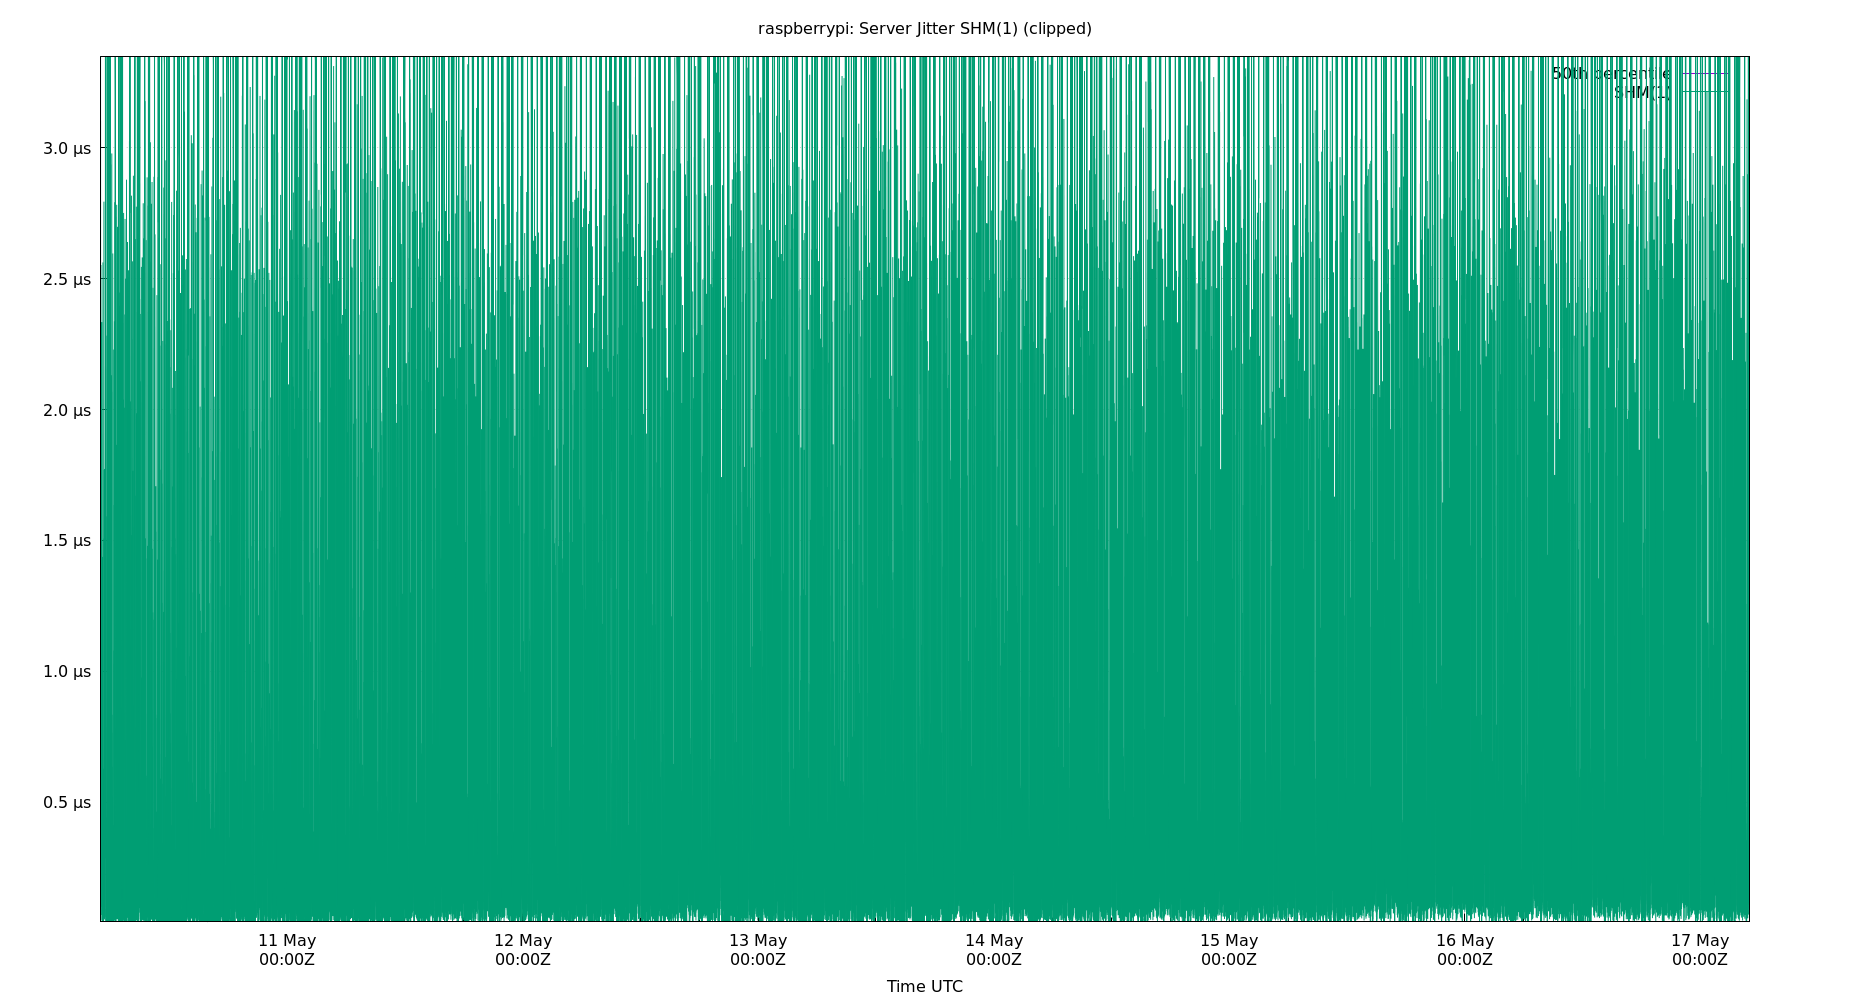 raspberrypi: Server Jitter SHM(1) (clipped)
50th percentile
SHM(1)
3.0 µs
2.5 µs
2.0 µs
1.5 µs
1.0 µs
0.5 µs
11 May 12 May 13 May 14 May 15 May 16 May 17 May
00:00Z 00:00Z 00:00Z 00:00Z 00:00Z 00:00Z 00:00Z
Time UTC